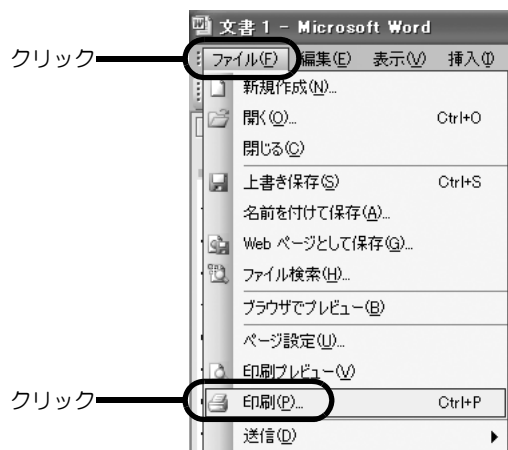 文書 1 - Microsoft Word
クリック
ファイル(F) 編集(E) 表示(V) 挿入(I)
新規作成(N)...
開く(O)... Ctrl+O
閉じる(C)
上書き保存(S) Ctrl+S
名前を付けて保存(A)...
Web ページとして保存(G)...
ファイル検索(H)...
ブラウザでプレビュー(B)
ページ設定(U)...
印刷プレビュー(V)
クリック
印刷(P)... Ctrl+P
送信(D)